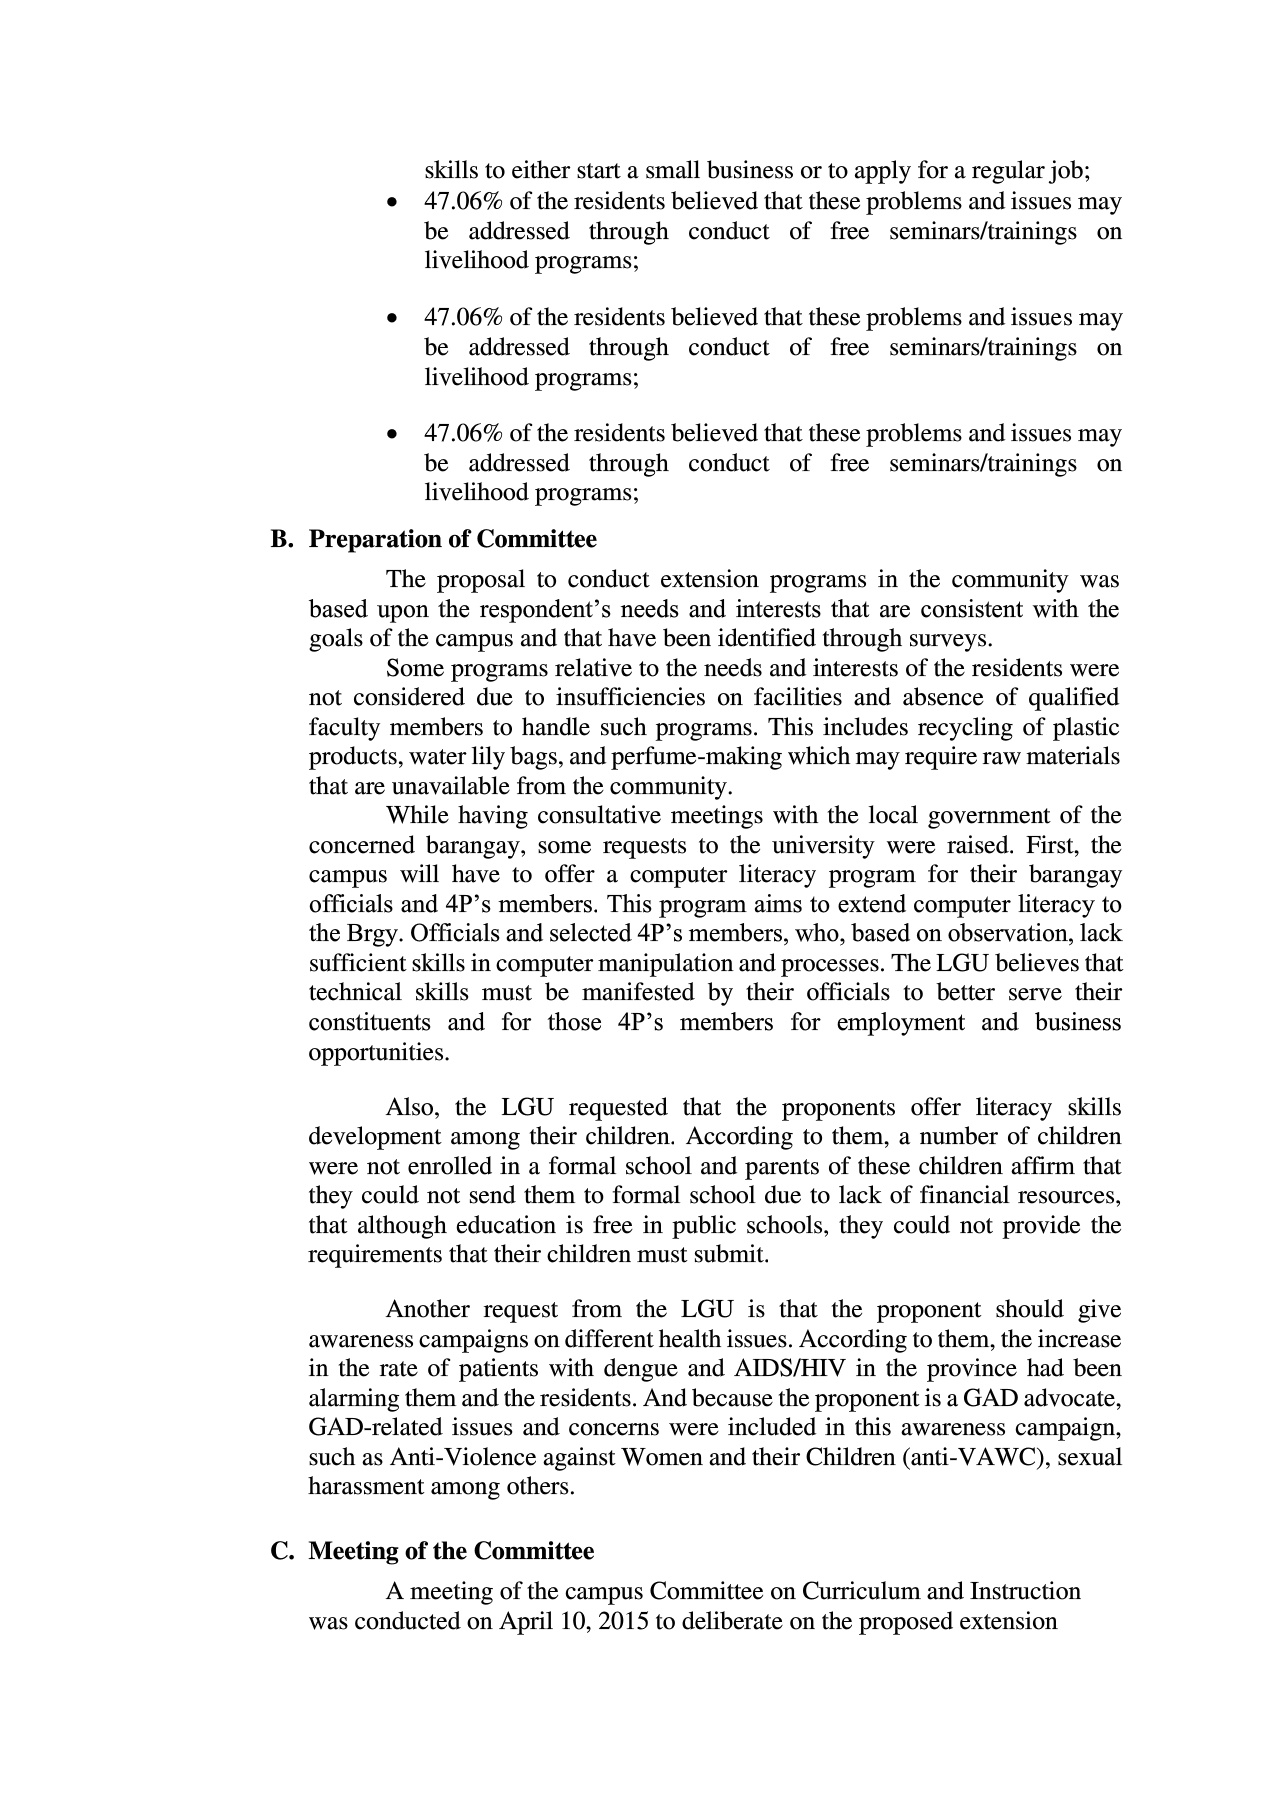 skills to either start a small business or to apply for a regular job;
• 47.06% of the residents believed that these problems and issues may
be addressed through conduct of free seminars/trainings on
livelihood programs;
• 47.06% of the residents believed that these problems and issues may
be addressed through conduct of free seminars/trainings on
livelihood programs;
• 47.06% of the residents believed that these problems and issues may
be addressed through conduct of free seminars/trainings on
livelihood programs;
B. Preparation of Committee
The proposal to conduct extension programs in the community was
based upon the respondent’s needs and interests that are consistent with the
goals of the campus and that have been identified through surveys.
Some programs relative to the needs and interests of the residents were
not considered due to insufficiencies on facilities and absence of qualified
faculty members to handle such programs. This includes recycling of plastic
products, water lily bags, and perfume-making which may require raw materials
that are unavailable from the community.
While having consultative meetings with the local government of the
concerned barangay, some requests to the university were raised. First, the
campus will have to offer a computer literacy program for their barangay
officials and 4P’s members. This program aims to extend computer literacy to
the Brgy. Officials and selected 4P’s members, who, based on observation, lack
sufficient skills in computer manipulation and processes. The LGU believes that
technical skills must be manifested by their officials to better serve their
constituents and for those 4P’s members for employment and business
opportunities.
Also, the LGU requested that the proponents offer literacy skills
development among their children. According to them, a number of children
were not enrolled in a formal school and parents of these children affirm that
they could not send them to formal school due to lack of financial resources,
that although education is free in public schools, they could not provide the
requirements that their children must submit.
Another request from the LGU is that the proponent should give
awareness campaigns on different health issues. According to them, the increase
in the rate of patients with dengue and AIDS/HIV in the province had been
alarming them and the residents. And because the proponent is a GAD advocate,
GAD-related issues and concerns were included in this awareness campaign,
such as Anti-Violence against Women and their Children (anti-VAWC), sexual
harassment among others.
C. Meeting of the Committee
A meeting of the campus Committee on Curriculum and Instruction
was conducted on April 10, 2015 to deliberate on the proposed extension